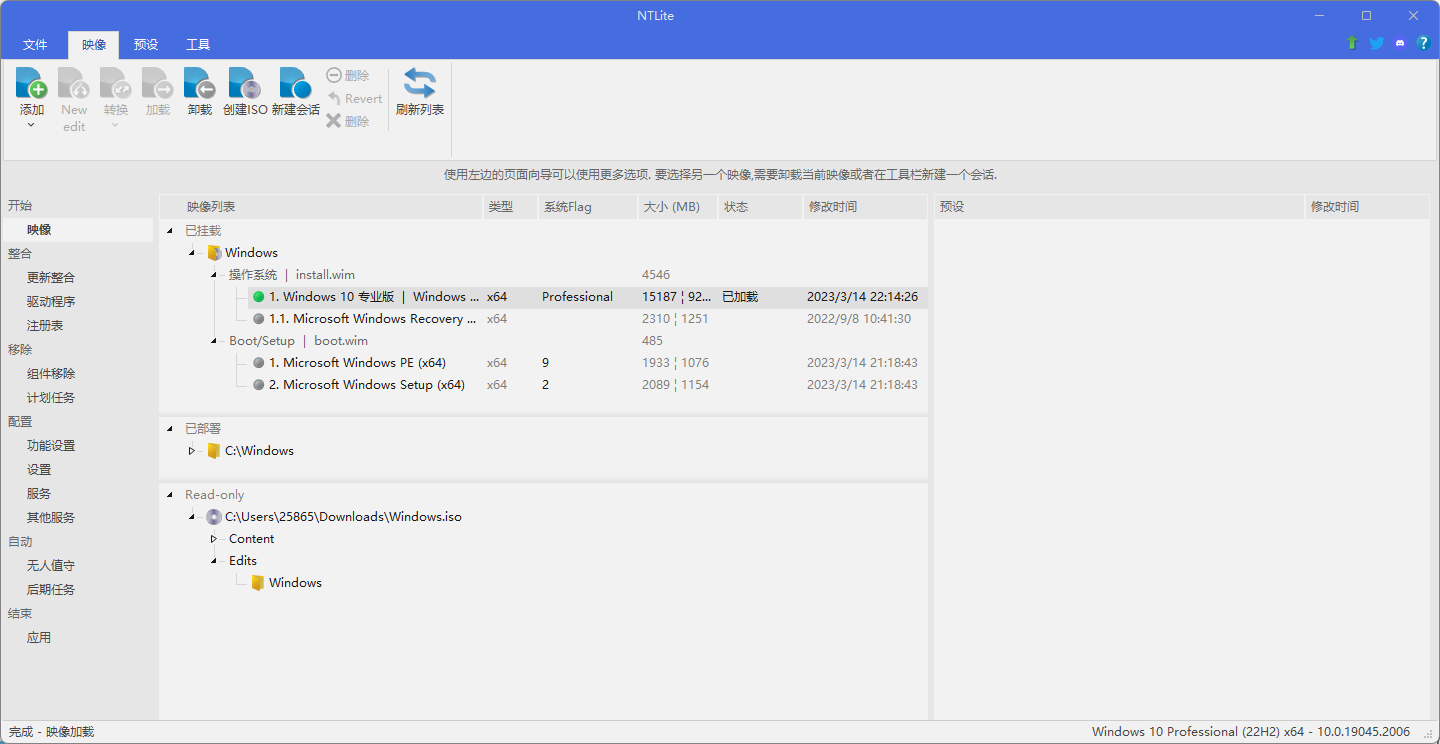 NTLite
文件 映像 预设 工具
添加 New edit 转换 加载 卸载 创建ISO 新建会话 删除 Revert 删除 刷新列表
使用左边的页面向导可以使用更多选项. 要选择另一个映像,需要卸载当前映像或者在工具栏新建一个会话.
开始
映像
整合
更新整合
驱动程序
注册表
移除
组件移除
计划任务
配置
功能设置
设置
服务
其他服务
自动
无人值守
后期任务
结束
应用
映像列表 类型 系统Flag 大小 (MB) 状态 修改时间
已挂载
Windows
操作系统 | install.wim 4546
1. Windows 10 专业版 | Windows ... x64 Professional 15187 ¦ 92... 已加载 2023/3/14 22:14:26
1.1. Microsoft Windows Recovery ... x64 2310 ¦ 1251 2022/9/8 10:41:30
Boot/Setup | boot.wim 485
1. Microsoft Windows PE (x64) x64 9 1933 ¦ 1076 2023/3/14 21:18:43
2. Microsoft Windows Setup (x64) x64 2 2089 ¦ 1154 2023/3/14 21:18:43
已部署
C:\Windows
Read-only
C:\Users\25865\Downloads\Windows.iso
Content
Edits
Windows
预设 修改时间
完成 - 映像加载
Windows 10 Professional (22H2) x64 - 10.0.19045.2006